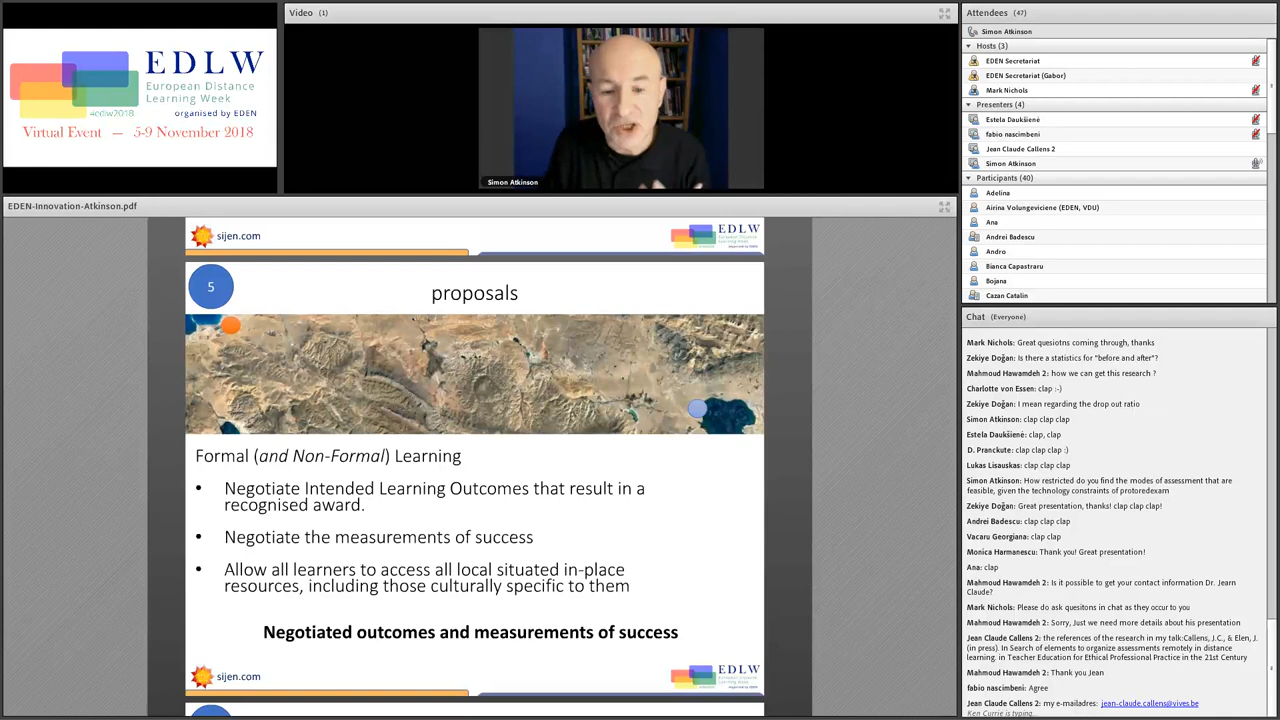 EDLW
European Distance
Learning Week
#edlw2018
organised by EDEN
Virtual Event — 5-9 November 2018
Video (1)
Simon Atkinson
EDEN-Innovation-Atkinson.pdf
sijen.com
EDLW
European Distance
Learning Week
5
proposals
Formal (and Non-Formal) Learning
• Negotiate Intended Learning Outcomes that result in a
recognised award.
• Negotiate the measurements of success
• Allow all learners to access all local situated in-place
resources, including those culturally specific to them
Negotiated outcomes and measurements of success
sijen.com
EDLW
European Distance
Learning Week
Attendees (47)
Simon Atkinson
Hosts (3)
EDEN Secretariat
EDEN Secretariat (Gabor)
Mark Nichols
Presenters (4)
Estela Daukšienė
fabio nascimbeni
Jean Claude Callens 2
Simon Atkinson
Participants (40)
Adelina
Airina Volungeviciene (EDEN, VDU)
Ana
Andrei Badescu
Andro
Bianca Capastraru
Bojana
Cazan Catalin
Chat (Everyone)
Mark Nichols: Great quesiotns coming through, thanks
Zekiye Doğan: Is there a statistics for "before and after"?
Mahmoud Hawamdeh 2: how we can get this research ?
Charlotte von Essen: clap :-)
Zekiye Doğan: I mean regarding the drop out ratio
Simon Atkinson: clap clap clap
Estela Daukšienė: clap, clap
D. Pranckute: clap clap clap :)
Lukas Lisauskas: clap clap clap
Simon Atkinson: How restricted do you find the modes of assessment that are
feasible, given the technology constraints of protoredexam
Zekiye Doğan: Great presentation, thanks! clap clap clap!
Andrei Badescu: clap clap clap
Vacaru Georgiana: clap clap
Monica Harmanescu: Thank you! Great presentation!
Ana: clap
Mahmoud Hawamdeh 2: Is it possible to get your contact information Dr. Jearn
Claude?
Mark Nichols: Please do ask quesitons in chat as they occur to you
Mahmoud Hawamdeh 2: Sorry, Just we need more details about his presentation
Jean Claude Callens 2: the references of the research in my talk:Callens, J.C., & Elen, J.
(in press). In Search of elements to organize assessments remotely in distance
learning. in Teacher Education for Ethical Professional Practice in the 21st Century
Mahmoud Hawamdeh 2: Thank you Jean
fabio nascimbeni: Agree
Jean Claude Callens 2: my e-mailadres: jean-claude.callens@vives.be
Ken Currie is typing...